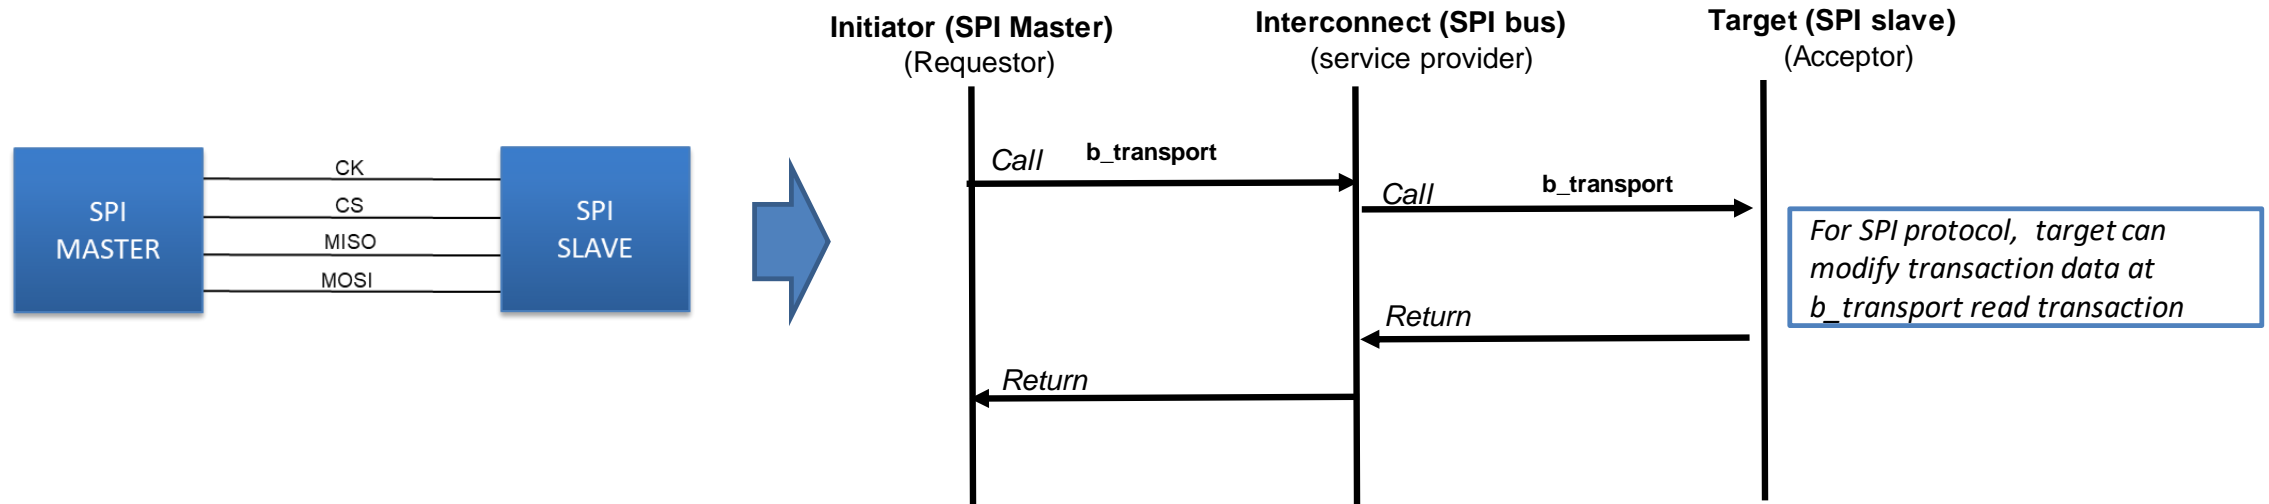 SPI
MASTER
CK
CS
MISO
MOSI
SPI
SLAVE
Initiator (SPI Master)
(Requestor)
Interconnect (SPI bus)
(service provider)
Target (SPI slave)
(Acceptor)
Call b_transport
Call b_transport
Return
Return
For SPI protocol, target can
modify transaction data at
b_transport read transaction